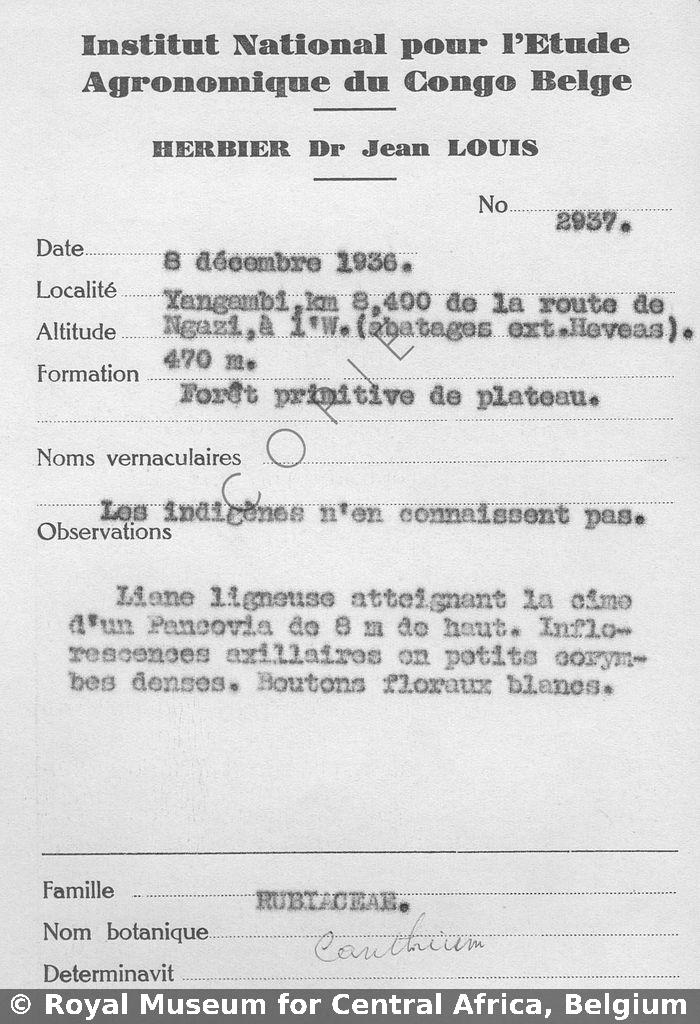 Institut National pour l'Etude
Agronomique du Congo Belge
HERBIER Dr Jean LOUIS
No 2937.
Date 8 décembre 1936.
Localité Yangambi,km 8,400 de la route de
Altitude Ngazi,à l'W.(abatages ext.Heveas).
470 m.
Formation
Forêt primitive de plateau.
COPIE
Noms vernaculaires
Les indigènes n'en connaissent pas.
Observations
Liane ligneuse atteignant la cime
d'un Pancovia de 8 m de haut. Inflo-
rescences axillaires en petits corym-
bes denses. Boutons floraux blancs.
Famille RUBIACEAE.
Nom botanique Canthium
Determinavit
© Royal Museum for Central Africa, Belgium